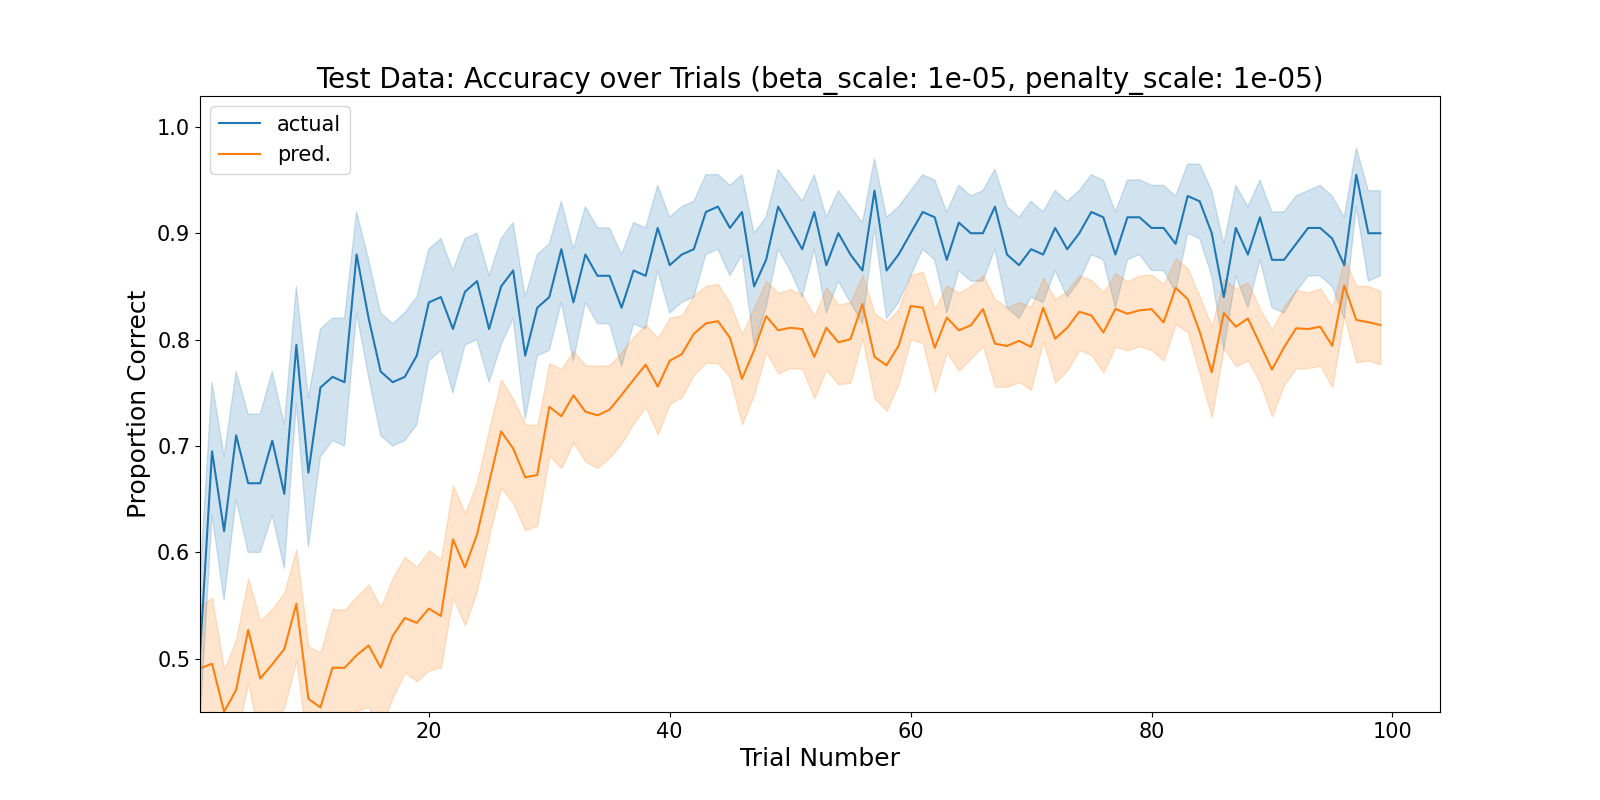 Test Data: Accuracy over Trials (beta_scale: 1e-05, penalty_scale: 1e-05)
actual
pred.
1.0
0.9
0.8
0.7
0.6
0.5
Proportion Correct
20 40 60 80 100
Trial Number